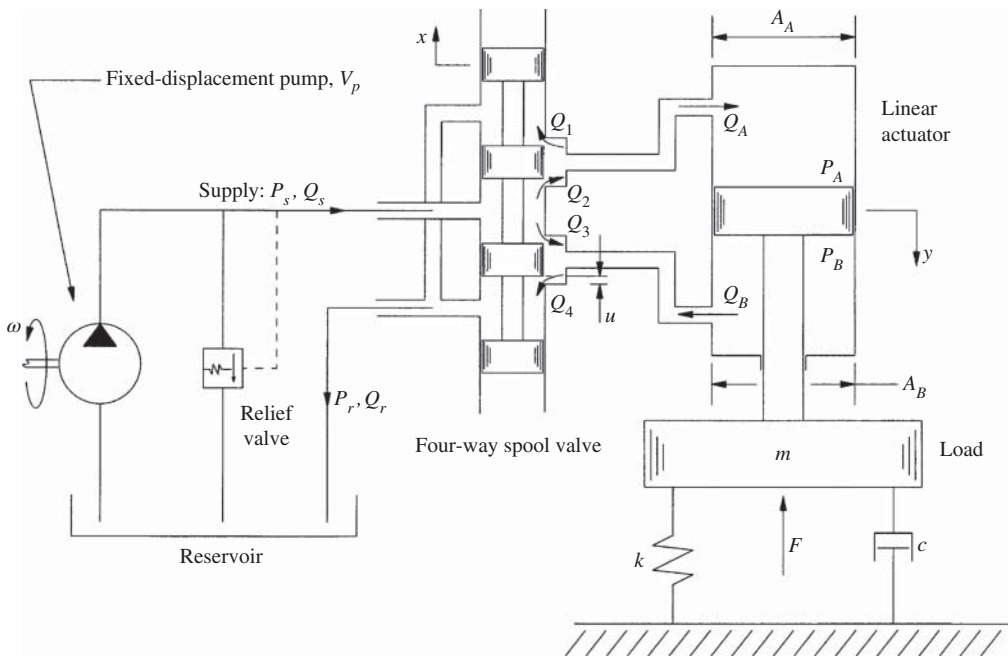 x
A_A
Fixed-displacement pump, V_p
Linear
actuator
Q_1
Q_A
P_A
Supply: P_s, Q_s
Q_2
Q_3
P_B
y
Q_B
Q_4
u
ω
A_B
P_r, Q_r
Relief
valve
Four-way spool valve
Load
m
Reservoir
k
F
c